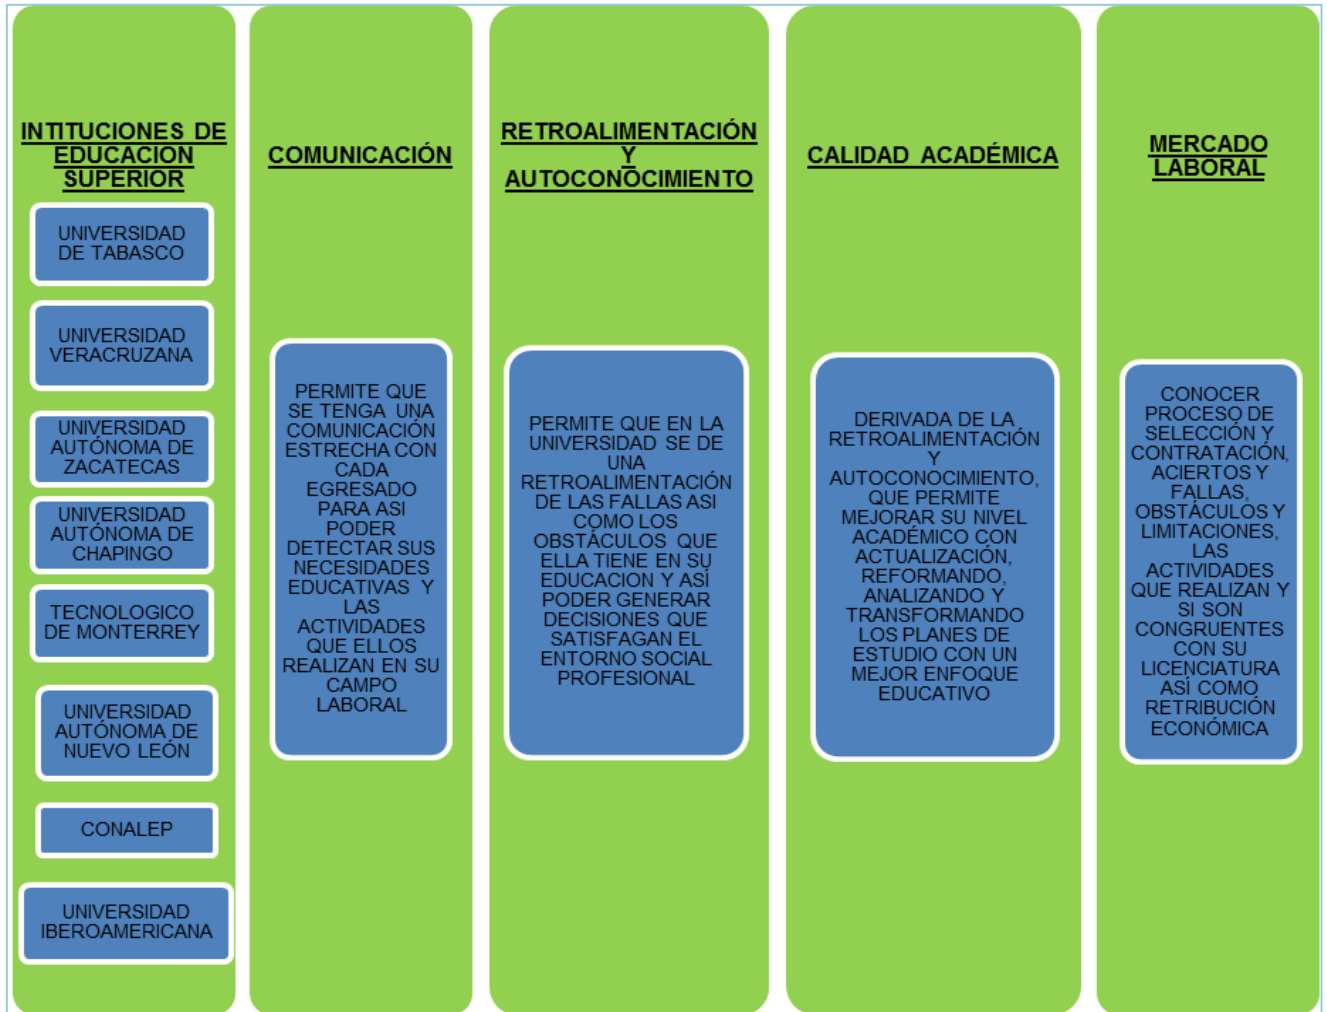 INTITUCIONES DE
EDUCACION
SUPERIOR
UNIVERSIDAD
DE TABASCO
UNIVERSIDAD
VERACRUZANA
UNIVERSIDAD
AUTÓNOMA DE
ZACATECAS
UNIVERSIDAD
AUTÓNOMA DE
CHAPINGO
TECNOLOGICO
DE MONTERREY
UNIVERSIDAD
AUTÓNOMA DE
NUEVO LEÓN
CONALEP
UNIVERSIDAD
IBEROAMERICANA
COMUNICACIÓN
PERMITE QUE
SE TENGA UNA
COMUNICACIÓN
ESTRECHA CON
CADA
EGRESADO
PARA ASI
PODER
DETECTAR SUS
NECESIDADES
EDUCATIVAS Y
LAS
ACTIVIDADES
QUE ELLOS
REALIZAN EN SU
CAMPO
LABORAL
RETROALIMENTACIÓN
Y
AUTOCONOCIMIENTO
PERMITE QUE EN LA
UNIVERSIDAD SE DE
UNA
RETROALIMENTACIÓN
DE LAS FALLAS ASI
COMO LOS
OBSTÁCULOS QUE
ELLA TIENE EN SU
EDUCACION Y ASÍ
PODER GENERAR
DECISIONES QUE
SATISFAGAN EL
ENTORNO SOCIAL
PROFESIONAL
CALIDAD ACADÉMICA
DERIVADA DE LA
RETROALIMENTACIÓN
Y
AUTOCONOCIMIENTO,
QUE PERMITE
MEJORAR SU NIVEL
ACADÉMICO CON
ACTUALIZACIÓN,
REFORMANDO,
ANALIZANDO Y
TRANSFORMANDO
LOS PLANES DE
ESTUDIO CON UN
MEJOR ENFOQUE
EDUCATIVO
MERCADO
LABORAL
CONOCER
PROCESO DE
SELECCIÓN Y
CONTRATACIÓN,
ACIERTOS Y
FALLAS,
OBSTÁCULOS Y
LIMITACIONES,
LAS
ACTIVIDADES
QUE REALIZAN Y
SI SON
CONGRUENTES
CON SU
LICENCIATURA
ASÍ COMO
RETRIBUCIÓN
ECONÓMICA